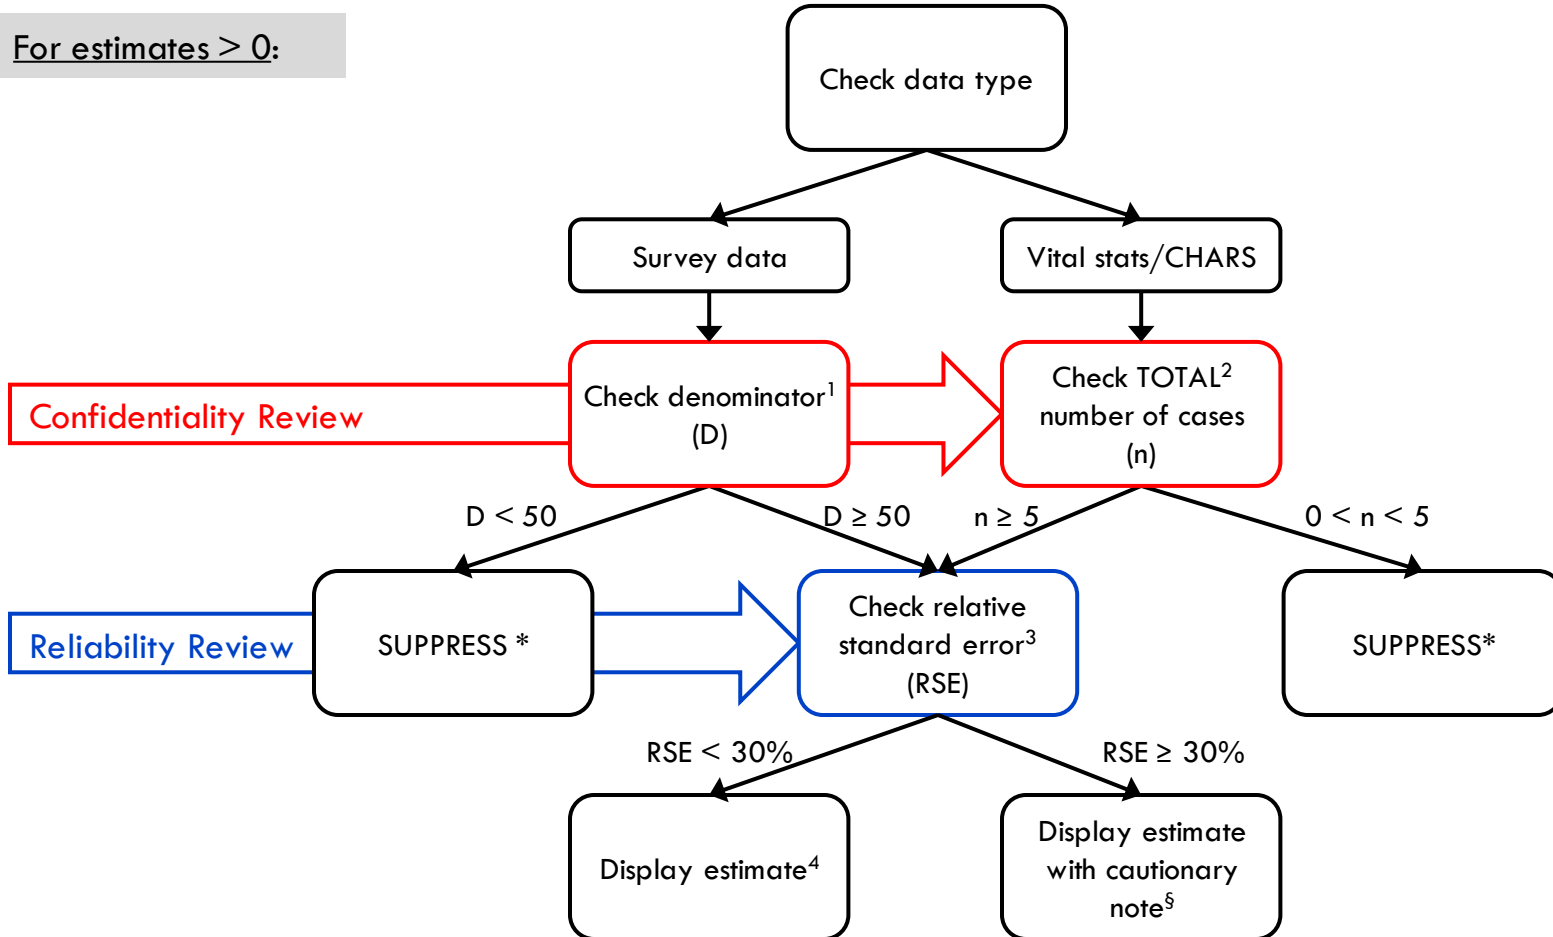 For estimates > 0:
Check data type
Survey data
Vital stats/CHARS
Confidentiality Review
Check denominator¹
(D)
Check TOTAL²
number of cases
(n)
D < 50
D ≥ 50
n ≥ 5
0 < n < 5
Reliability Review
SUPPRESS *
Check relative
standard error³
(RSE)
SUPPRESS*
RSE < 30%
RSE ≥ 30%
Display estimate⁴
Display estimate
with cautionary
note§